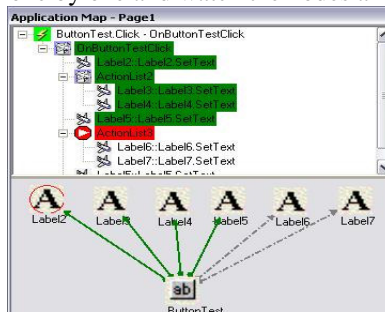 Application Map - Page1
ButtonTest.Click - OnButtonTestClick
OnButtonTestClick
Label2::Label2.SetText
ActionList2
Label3::Label3.SetText
Label4::Label4.SetText
Label5::Label5.SetText
ActionList3
Label6::Label6.SetText
Label7::Label7.SetText
A A A A A A
Label2 Label3 Label4 Label5 Label6 Label7
ab
ButtonTest